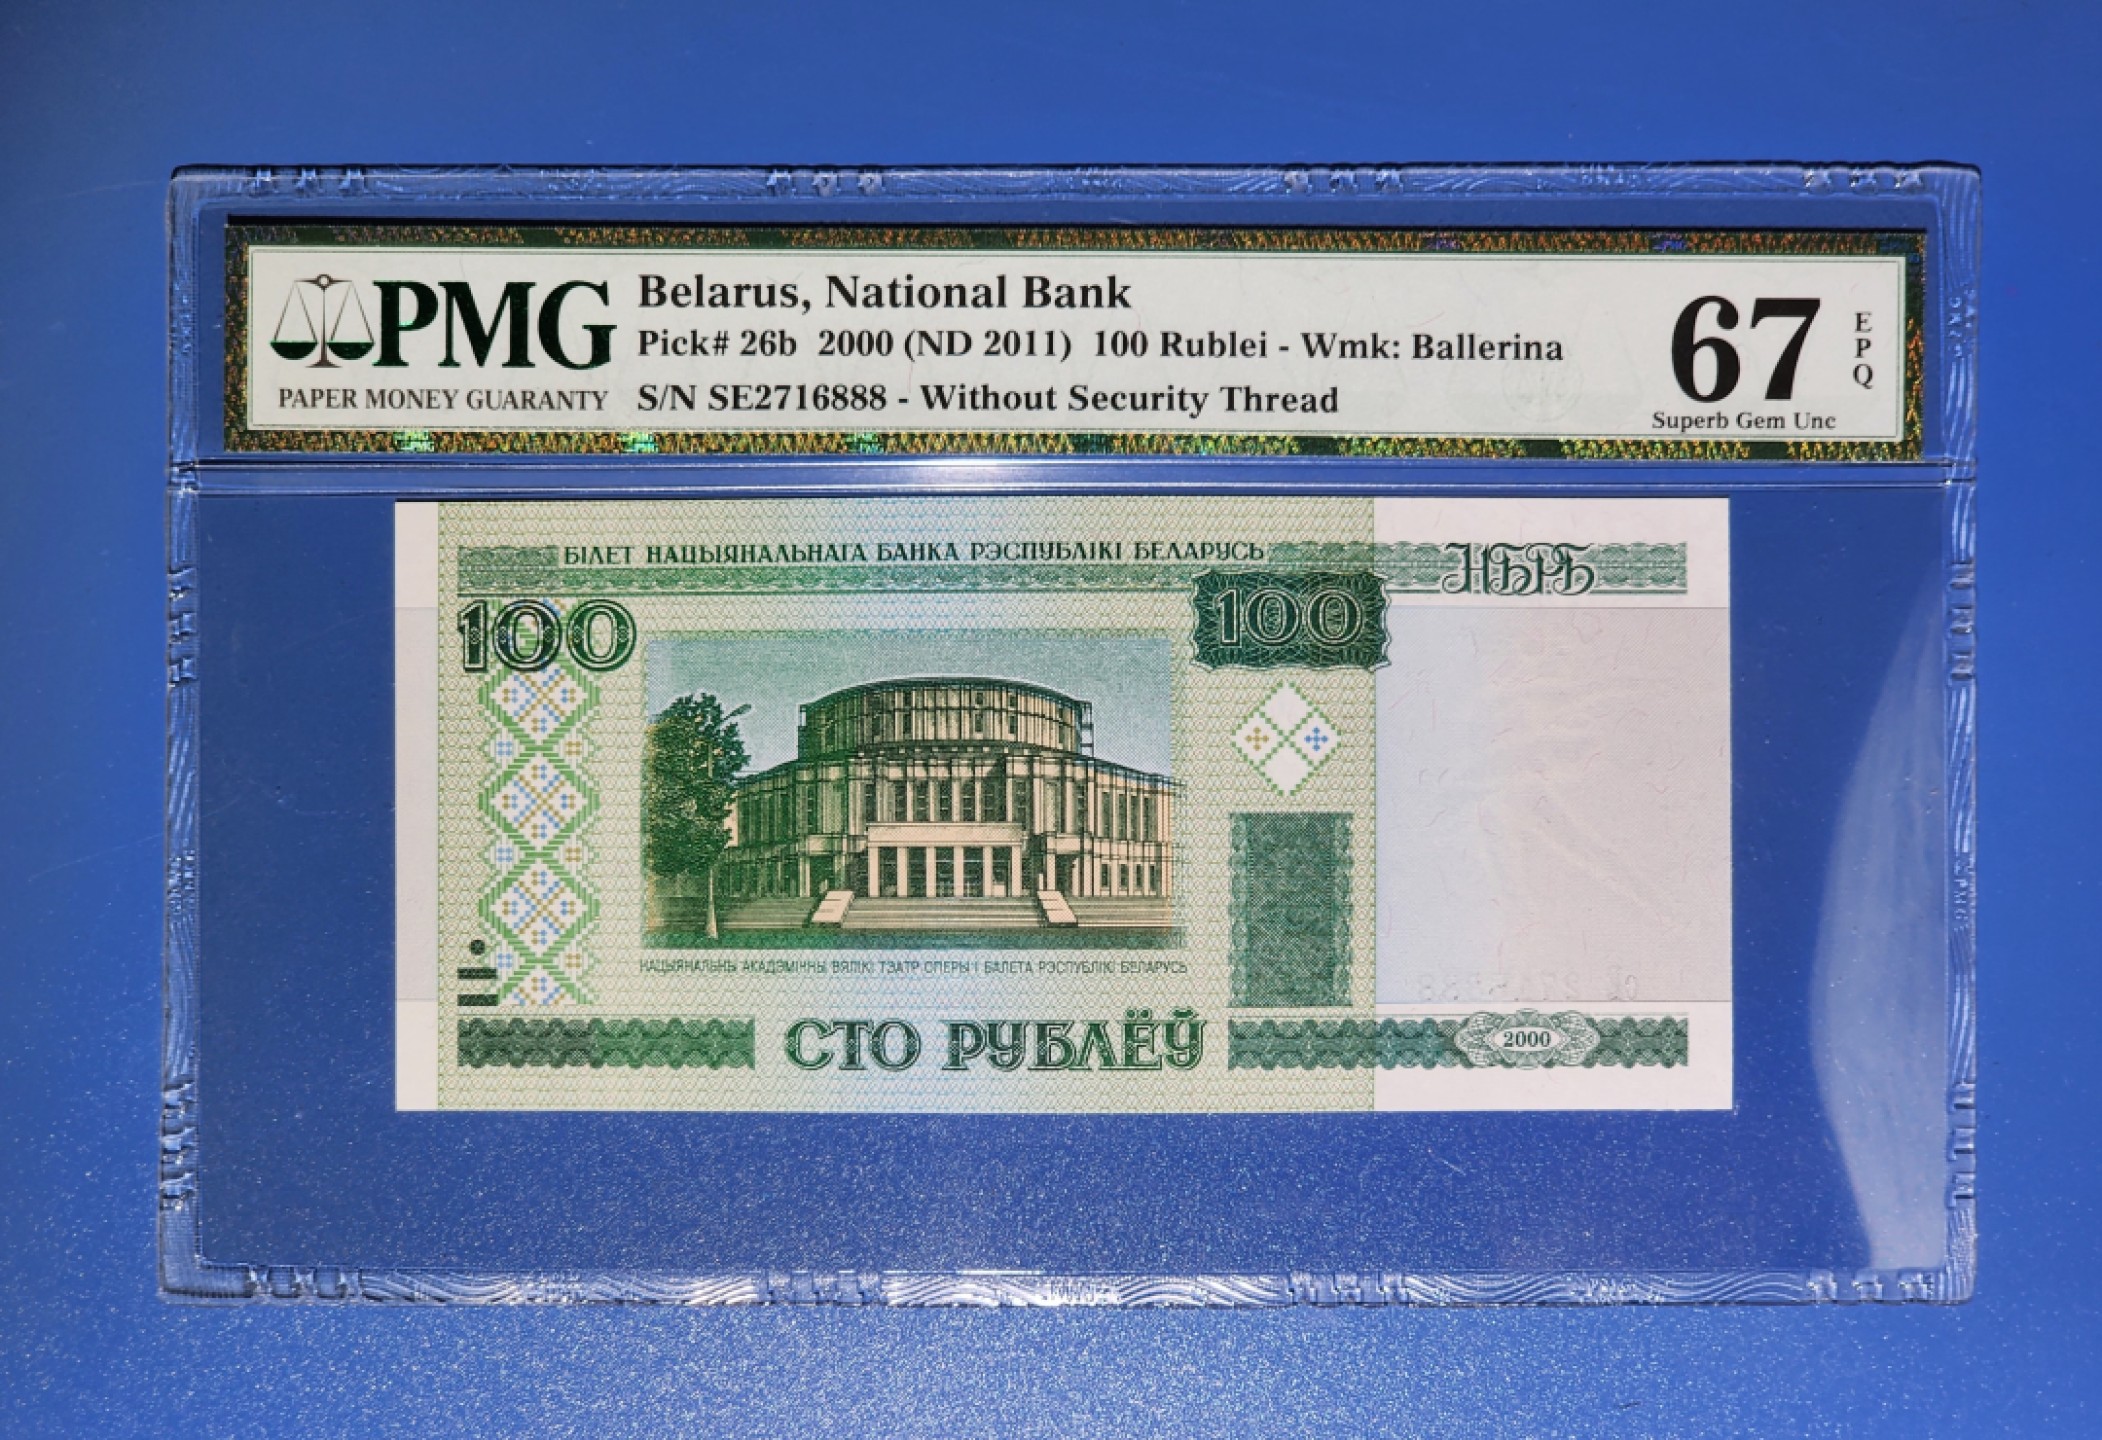 PMG
PAPER MONEY GUARANTY
Belarus, National Bank
Pick# 26b 2000 (ND 2011) 100 Rublei - Wmk: Ballerina
S/N SE2716888 - Without Security Thread
67
EPQ
Superb Gem Unc
БІЛЕТ НАЦЫЯНАЛЬНАГА БАНКА РЭСПУБЛІКІ БЕЛАРУСЬ
НБРБ
100
100
НАЦЫЯНАЛЬНЫ АКАДЭМІЧНЫ ВЯЛІКІ ТЭАТР ОПЕРЫ І БАЛЕТА РЭСПУБЛІКІ БЕЛАРУСЬ
СТО РУБЛЁЎ
2000